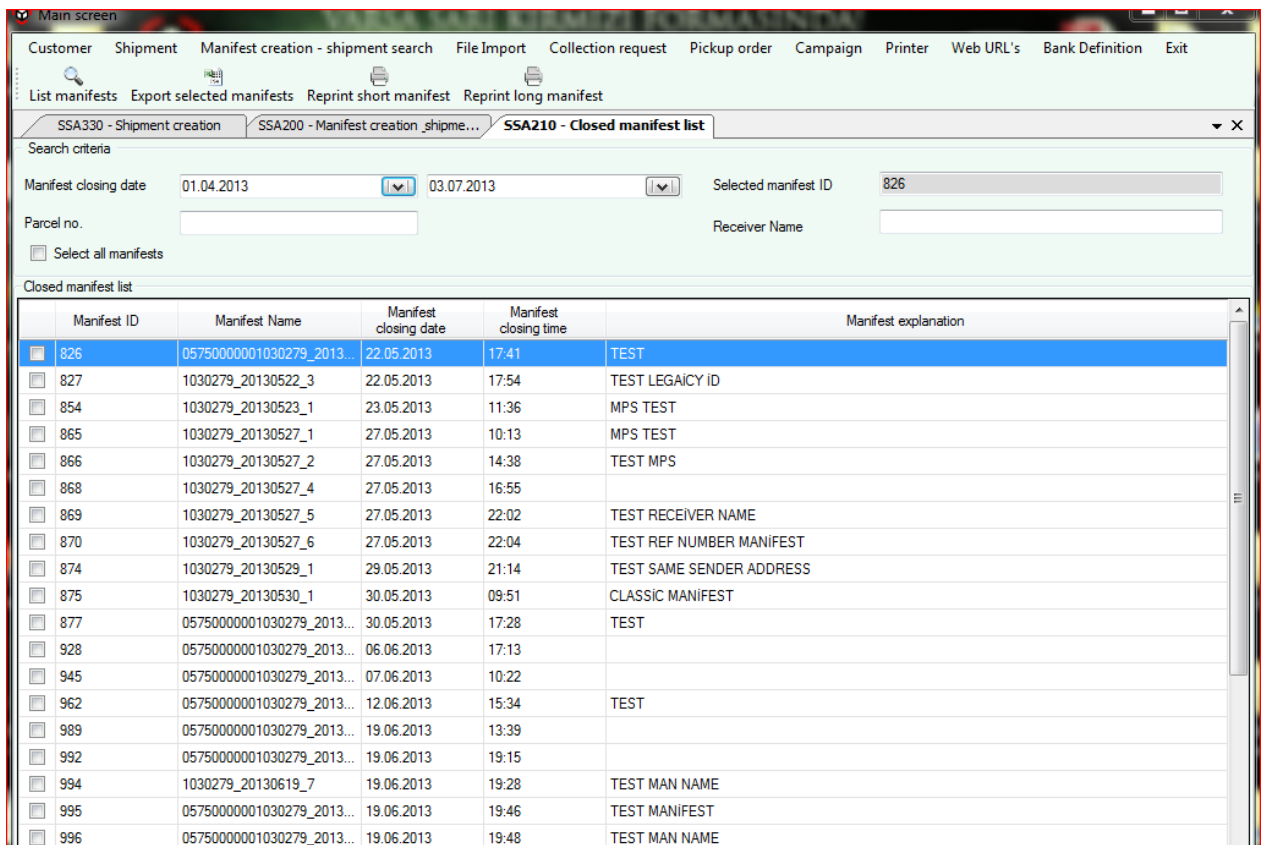 Main screen
VARSA SARI KIRMIZI FORMASINDA
Customer Shipment Manifest creation - shipment search File Import Collection request Pickup order Campaign Printer Web URL's Bank Definition Exit
List manifests Export selected manifests Reprint short manifest Reprint long manifest
SSA330 - Shipment creation SSA200 - Manifest creation_shipme... SSA210 - Closed manifest list
Search criteria
Manifest closing date 01.04.2013 03.07.2013 Selected manifest ID 826
Parcel no. Receiver Name
Select all manifests
Closed manifest list
Manifest ID Manifest Name Manifest closing date Manifest closing time Manifest explanation
826 05750000001030279_2013... 22.05.2013 17:41 TEST
827 1030279_20130522_3 22.05.2013 17:54 TEST LEGAİCY İD
854 1030279_20130523_1 23.05.2013 11:36 MPS TEST
865 1030279_20130527_1 27.05.2013 10:13 MPS TEST
866 1030279_20130527_2 27.05.2013 14:38 TEST MPS
868 1030279_20130527_4 27.05.2013 16:55
869 1030279_20130527_5 27.05.2013 22:02 TEST RECEİVER NAME
870 1030279_20130527_6 27.05.2013 22:04 TEST REF NUMBER MANİFEST
874 1030279_20130529_1 29.05.2013 21:14 TEST SAME SENDER ADDRESS
875 1030279_20130530_1 30.05.2013 09:51 CLASSİC MANİFEST
877 05750000001030279_2013... 30.05.2013 17:28 TEST
928 05750000001030279_2013... 06.06.2013 17:13
945 05750000001030279_2013... 07.06.2013 10:22
962 05750000001030279_2013... 12.06.2013 15:34 TEST
989 05750000001030279_2013... 19.06.2013 13:39
992 05750000001030279_2013... 19.06.2013 19:15
994 1030279_20130619_7 19.06.2013 19:28 TEST MAN NAME
995 05750000001030279_2013... 19.06.2013 19:46 TEST MANİFEST
996 05750000001030279_2013... 19.06.2013 19:48 TEST MAN NAME